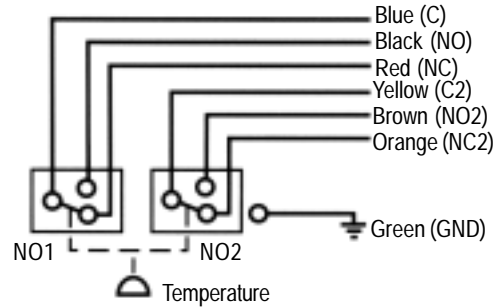 Blue (C)
Black (NO)
Red (NC)
Yellow (C2)
Brown (NO2)
Orange (NC2)
Green (GND)
NO1
NO2
Temperature